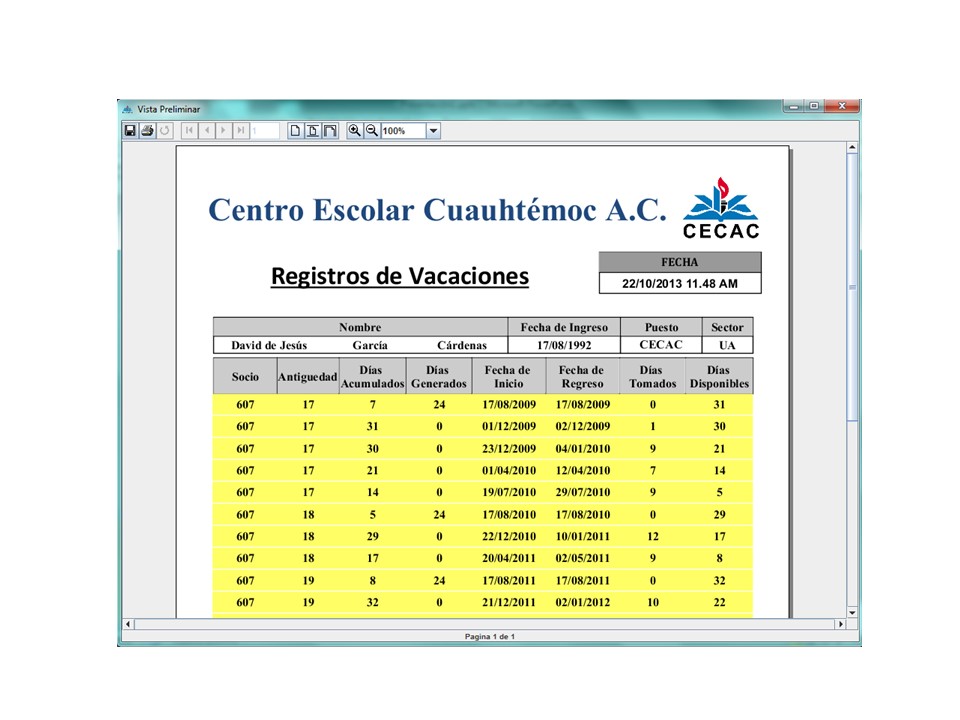 Vista Preliminar
1
100%
Centro Escolar Cuauhtémoc A.C.
CECAC
FECHA
Registros de Vacaciones
22/10/2013 11.48 AM
Nombre Fecha de Ingreso Puesto Sector
David de Jesús García Cárdenas 17/08/1992 CECAC UA
Socio Antiguedad Días Acumulados Días Generados Fecha de Inicio Fecha de Regreso Días Tomados Días Disponibles
607 17 7 24 17/08/2009 17/08/2009 0 31
607 17 31 0 01/12/2009 02/12/2009 1 30
607 17 30 0 23/12/2009 04/01/2010 9 21
607 17 21 0 01/04/2010 12/04/2010 7 14
607 17 14 0 19/07/2010 29/07/2010 9 5
607 18 5 24 17/08/2010 17/08/2010 0 29
607 18 29 0 22/12/2010 10/01/2011 12 17
607 18 17 0 20/04/2011 02/05/2011 9 8
607 19 8 24 17/08/2011 17/08/2011 0 32
607 19 32 0 21/12/2011 02/01/2012 10 22
Pagina 1 de 1